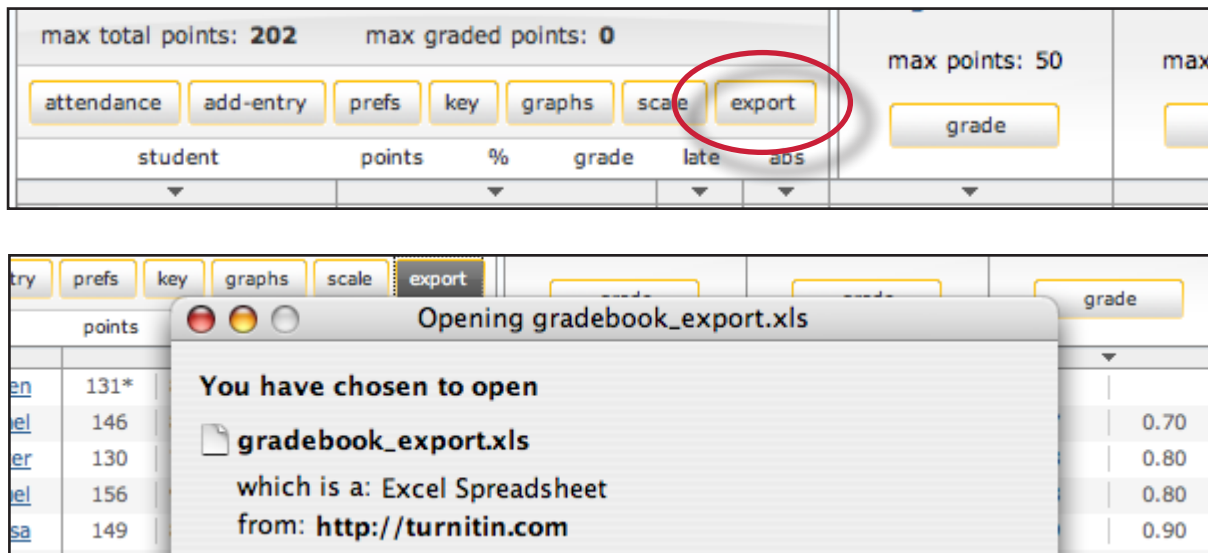 max total points: 202 max graded points: 0
max points: 50 max
attendance add-entry prefs key graphs scale export
grade
student points % grade late abs
try prefs key graphs scale export
grade
points
Opening gradebook_export.xls
en 131*
You have chosen to open
el 146 0.70
gradebook_export.xls
er 130 0.80
which is a: Excel Spreadsheet
el 156 0.80
from: http://turnitin.com
sa 149 0.90